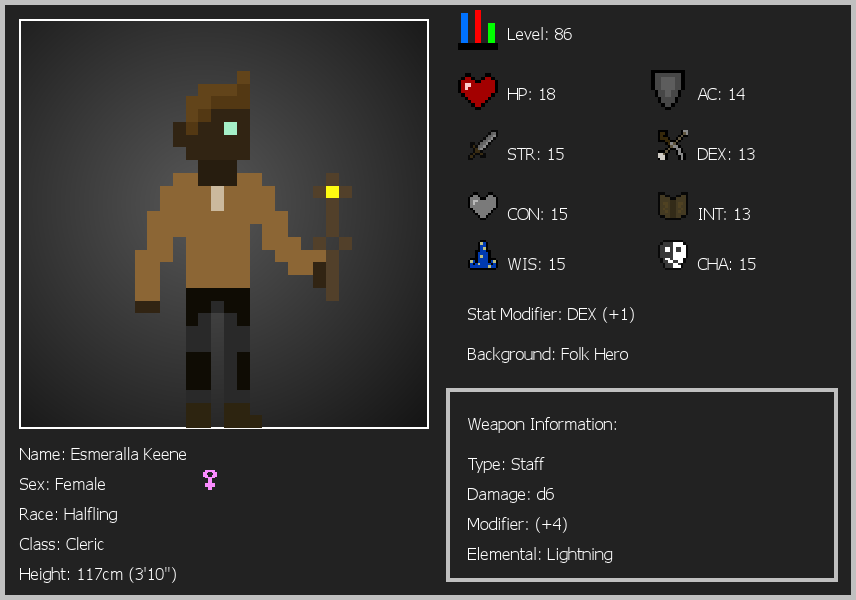 Level: 86
HP: 18
AC: 14
STR: 15
DEX: 13
CON: 15
INT: 13
WIS: 15
CHA: 15
Stat Modifier: DEX (+1)
Background: Folk Hero
Weapon Information:
Type: Staff
Damage: d6
Modifier: (+4)
Elemental: Lightning
Name: Esmeralla Keene
Sex: Female
Race: Halfling
Class: Cleric
Height: 117cm (3'10")